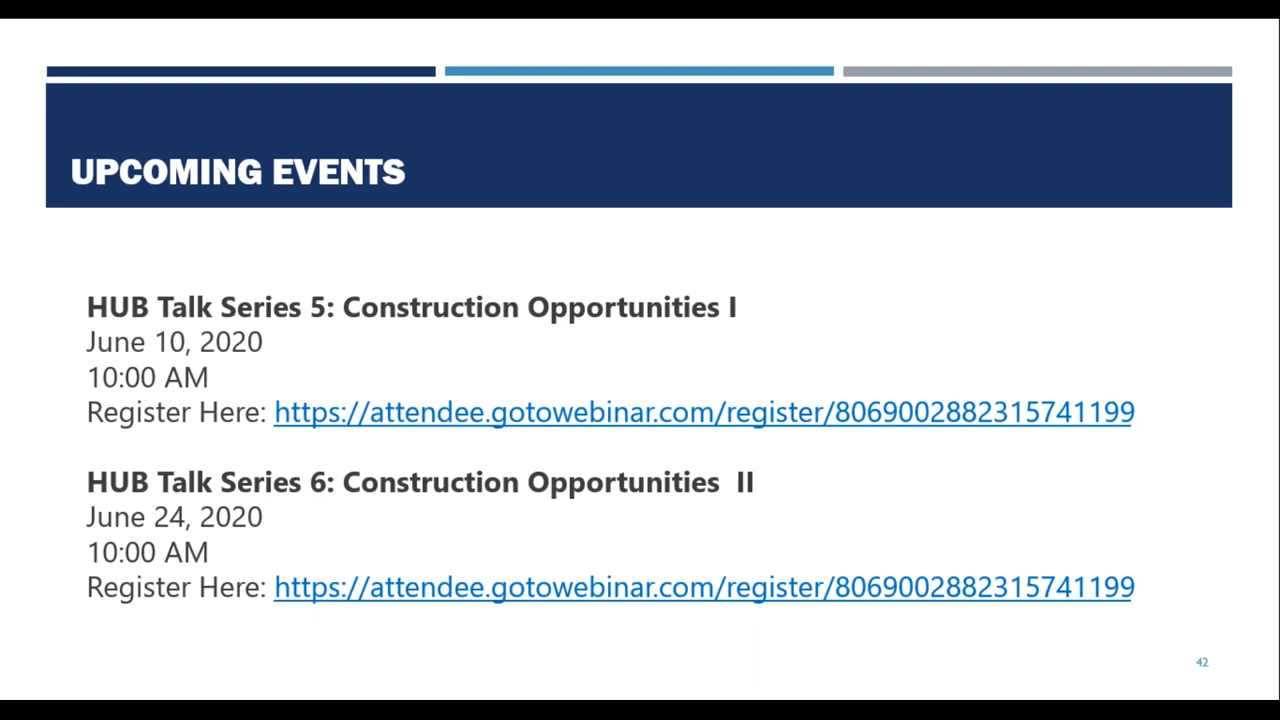 UPCOMING EVENTS
HUB Talk Series 5: Construction Opportunities I
June 10, 2020
10:00 AM
Register Here: https://attendee.gotowebinar.com/register/8069002882315741199
HUB Talk Series 6: Construction Opportunities  II
June 24, 2020
10:00 AM
Register Here: https://attendee.gotowebinar.com/register/8069002882315741199
42